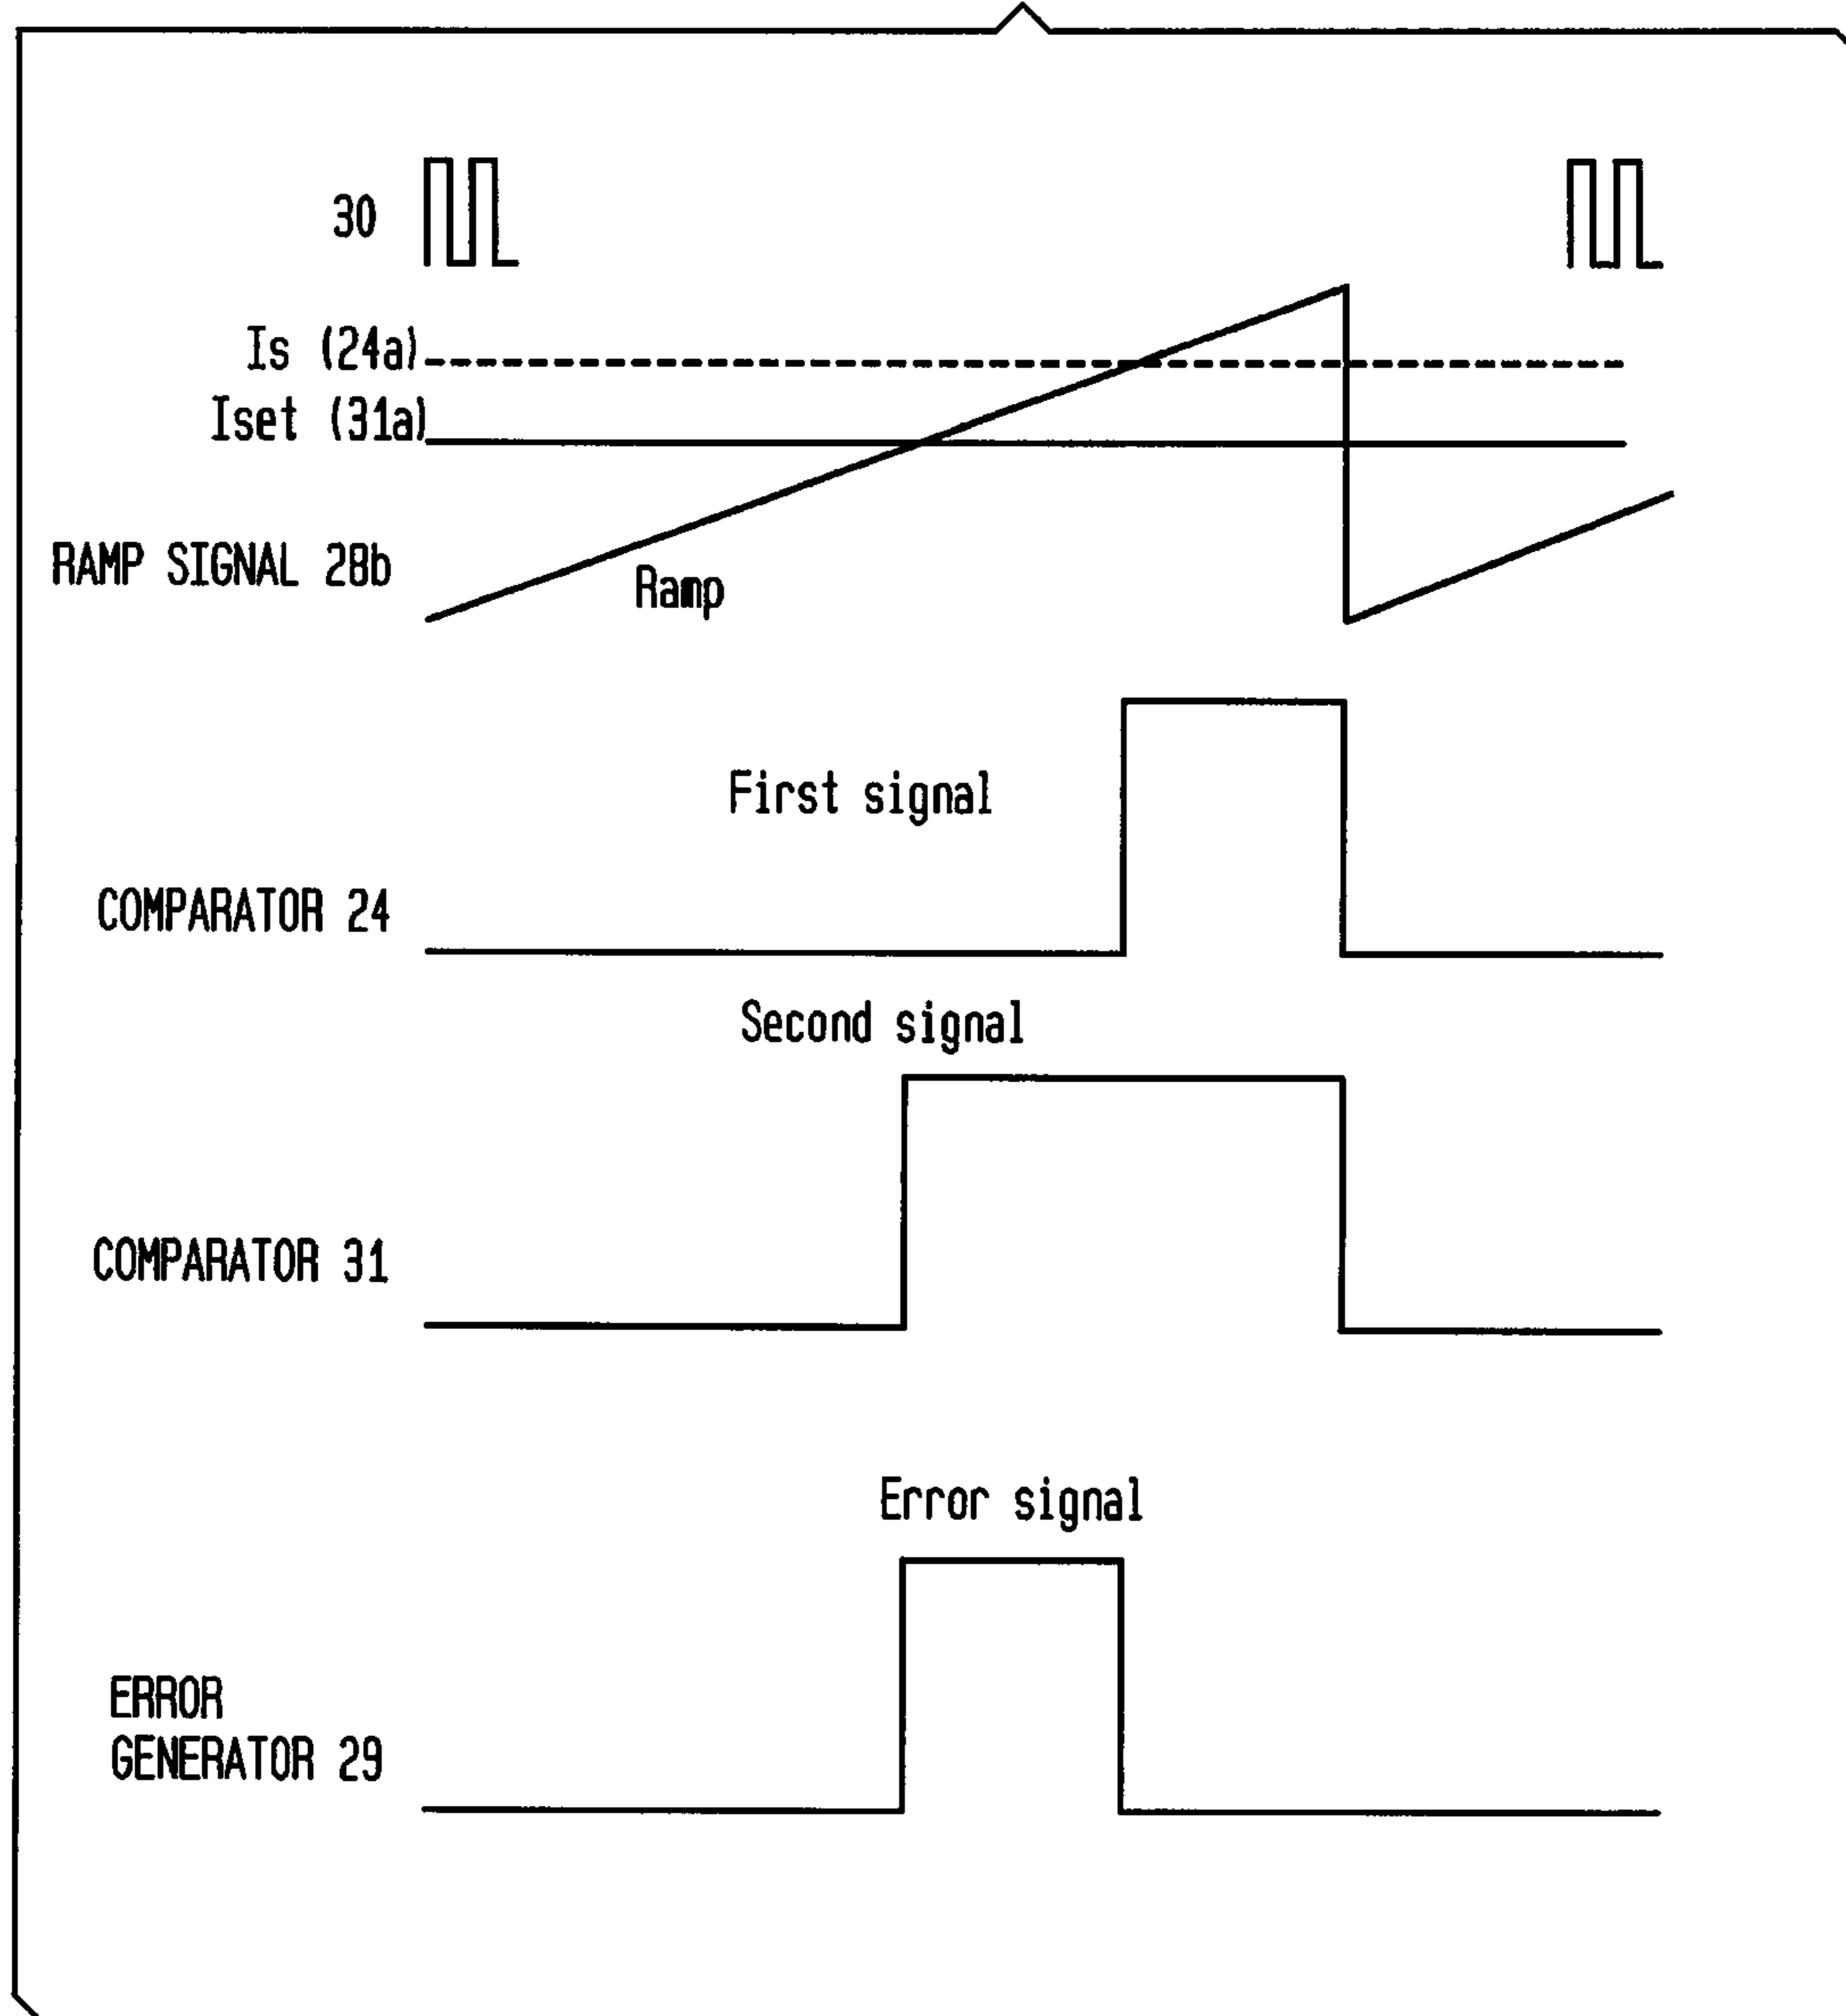 30
Is (24a)
Iset (31a)
RAMP SIGNAL 28b
Ramp
First signal
COMPARATOR 24
Second signal
COMPARATOR 31
Error signal
ERROR
GENERATOR 29